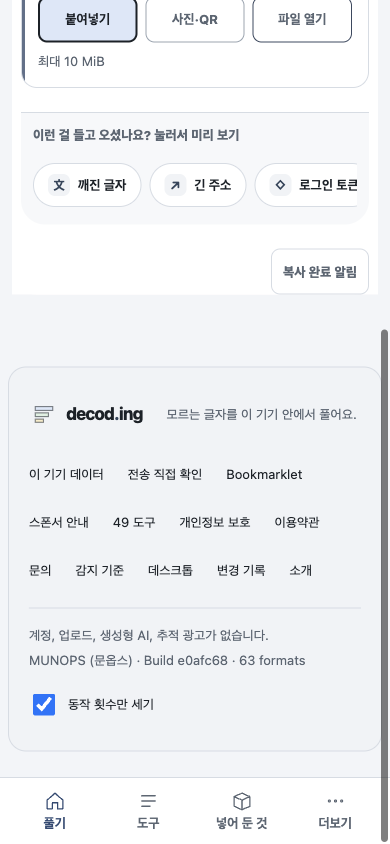 붙여넣기 사진·QR 파일 열기
최대 10 MiB
이런 걸 들고 오셨나요? 눌러서 미리 보기
文 깨진 글자 긴 주소 로그인 토큰
복사 완료 알림
decod.ing 모르는 글자를 이 기기 안에서 풀어요.
이 기기 데이터 전송 직접 확인 Bookmarklet
스폰서 안내 49 도구 개인정보 보호 이용약관
문의 감지 기준 데스크톱 변경 기록 소개
계정, 업로드, 생성형 AI, 추적 광고가 없습니다.
MUNOPS (문옵스) · Build e0afc68 · 63 formats
동작 횟수만 세기
풀기 도구 넣어 둔 것 더보기